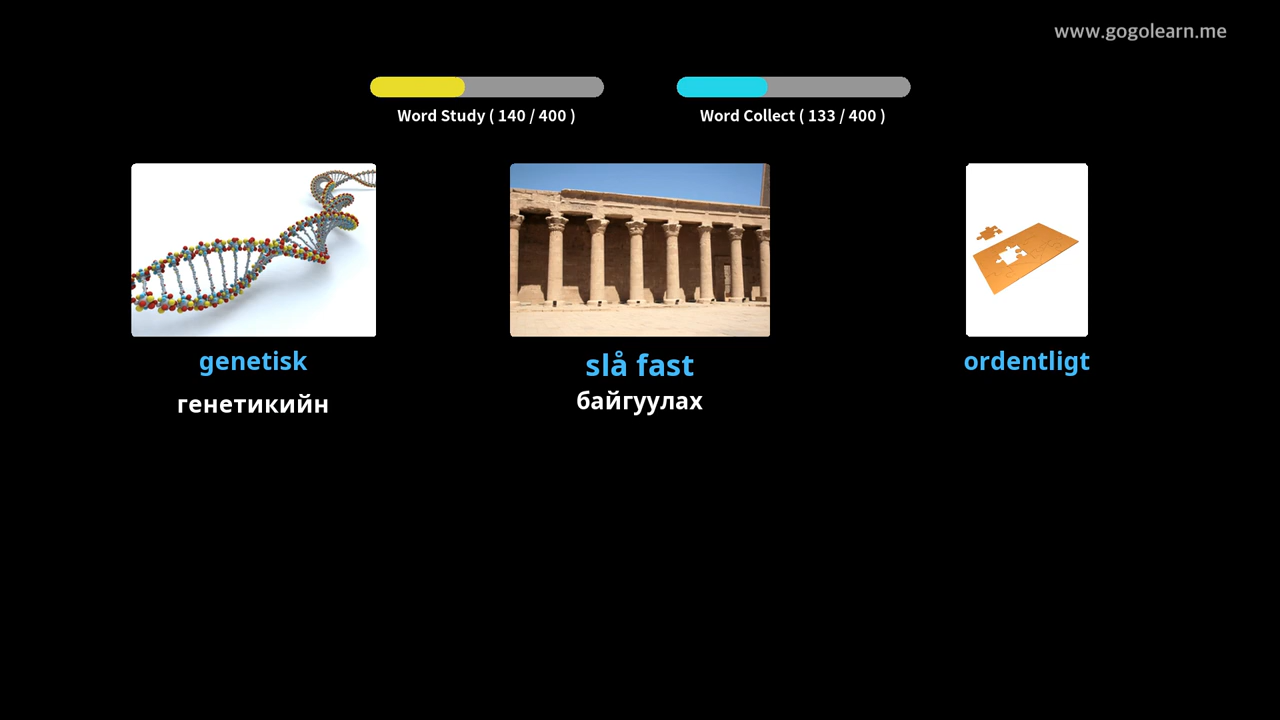 www.gogolearn.me
Word Study ( 140 / 400 )
Word Collect ( 133 / 400 )
genetisk
генетикийн
slå fast
байгуулах
ordentligt